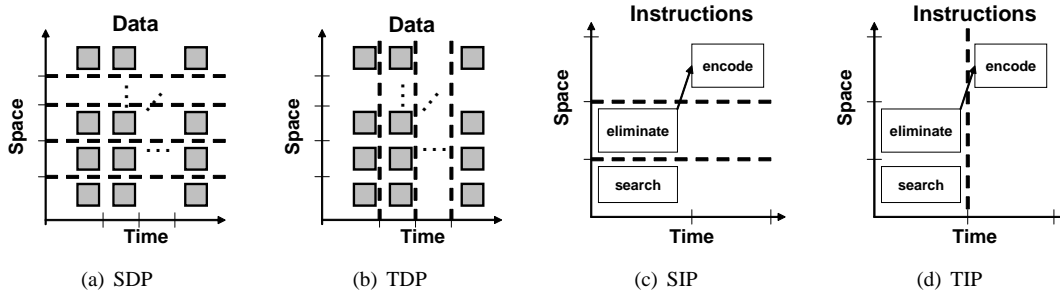 Data
Space
Time
(a) SDP
Data
Space
Time
(b) TDP
Instructions
Space
encode
eliminate
search
Time
(c) SIP
Instructions
Space
encode
eliminate
search
Time
(d) TIP